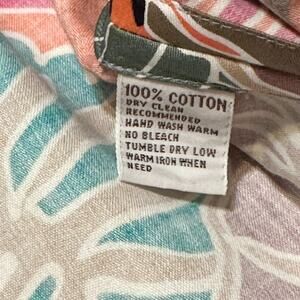 100% COTTON
DRY CLEAN
RECOMMENDED
HAND WASH WARM
NO BLEACH
TUMBLE DRY LOW
WARM IRON WHEN
NEED